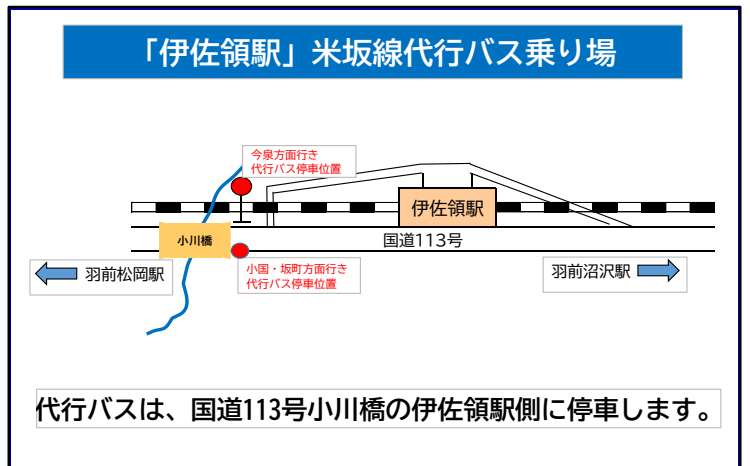 「伊佐領駅」米坂線代行バス乗り場
今泉方面行き
代行バス停車位置
伊佐領駅
小川橋
国道113号
羽前松岡駅
小国・坂町方面行き
代行バス停車位置
羽前沼沢駅
代行バスは、国道113号小川橋の伊佐領駅側に停車します。